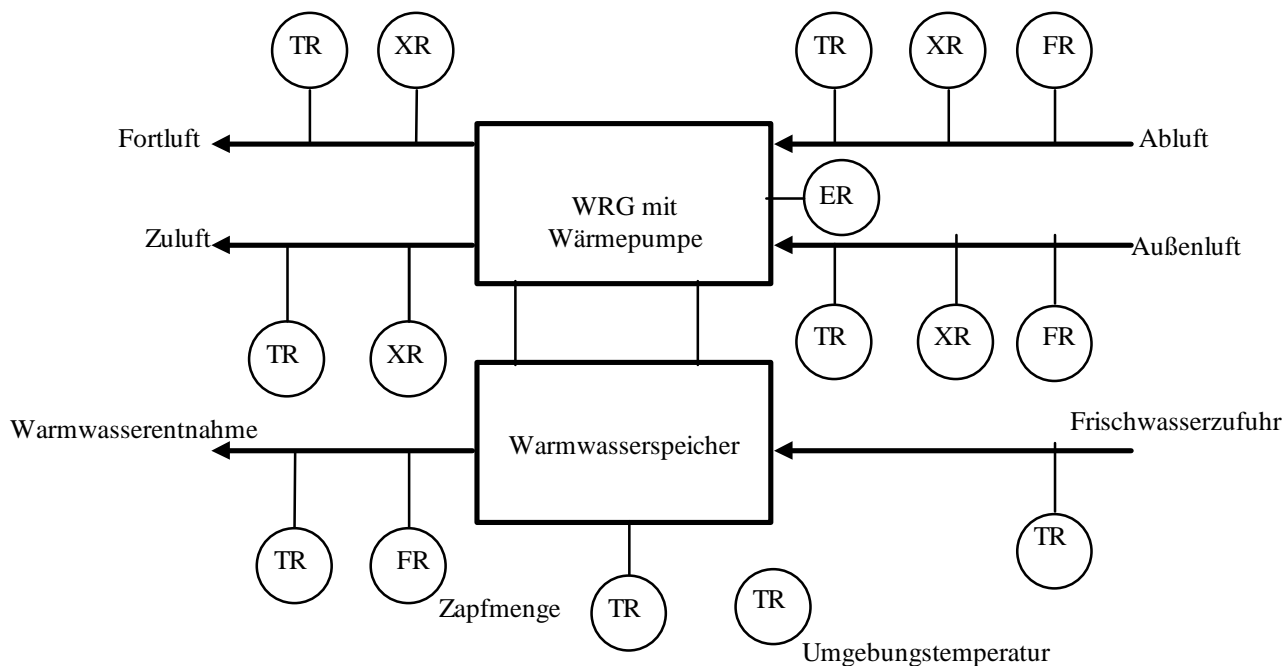 TR XR TR XR FR
Fortluft Abluft
ER
WRG mit
Wärmepumpe
Zuluft Außenluft
TR XR TR XR FR
Warmwasserentnahme Frischwasserzufuhr
Warmwasserspeicher
TR FR TR
Zapfmenge TR TR
Umgebungstemperatur